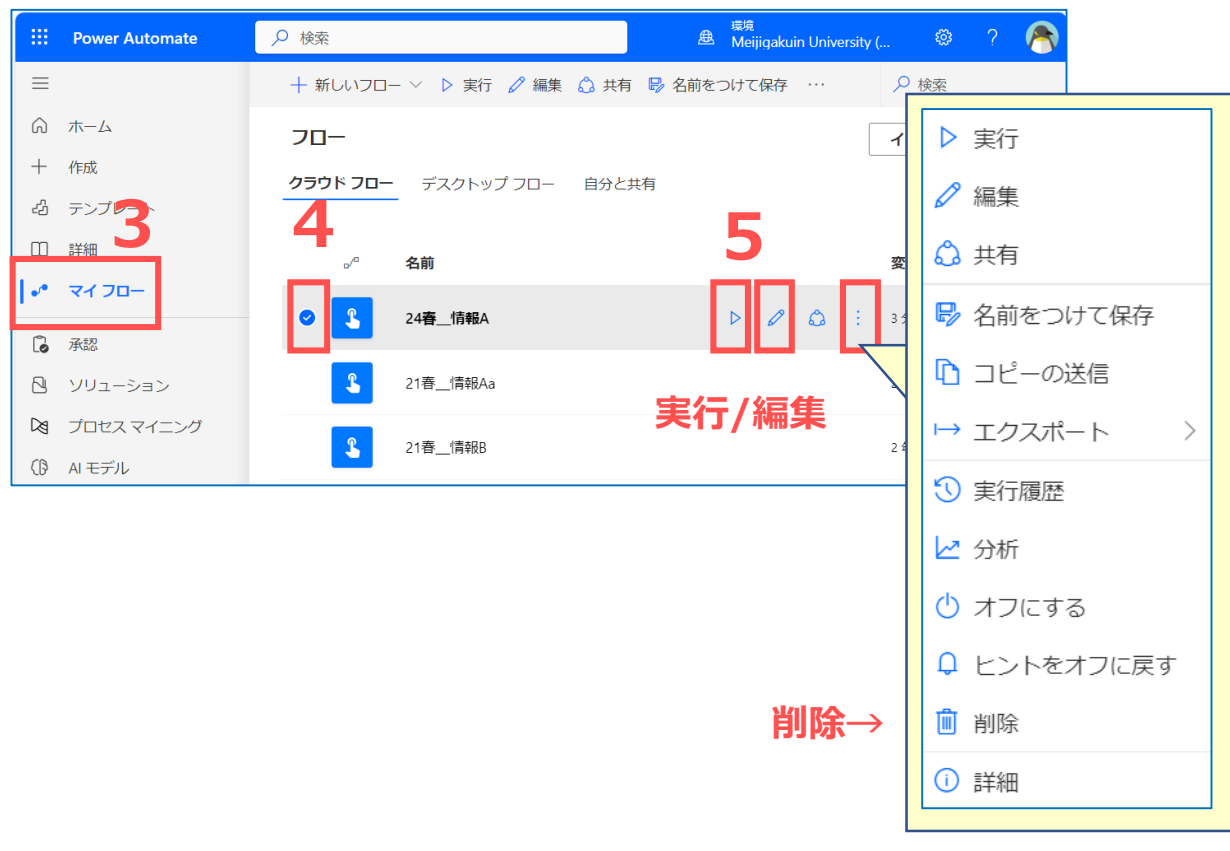 Power Automate
検索
環境
Meijigakuin University (...
?
新しいフロー
実行
編集
共有
名前をつけて保存
検索
ホーム
作成
テンプレート
詳細
3
マイ フロー
承認
ソリューション
プロセス マイニング
AI モデル
フロー
イ
クラウド フロー
デスクトップ フロー
自分と共有
4
5
名前
変
24春__情報A
3
21春__情報Aa
実行/編集
21春__情報B
2 年
実行
編集
共有
名前をつけて保存
コピーの送信
エクスポート
実行履歴
分析
オフにする
ヒントをオフに戻す
削除→
削除
詳細